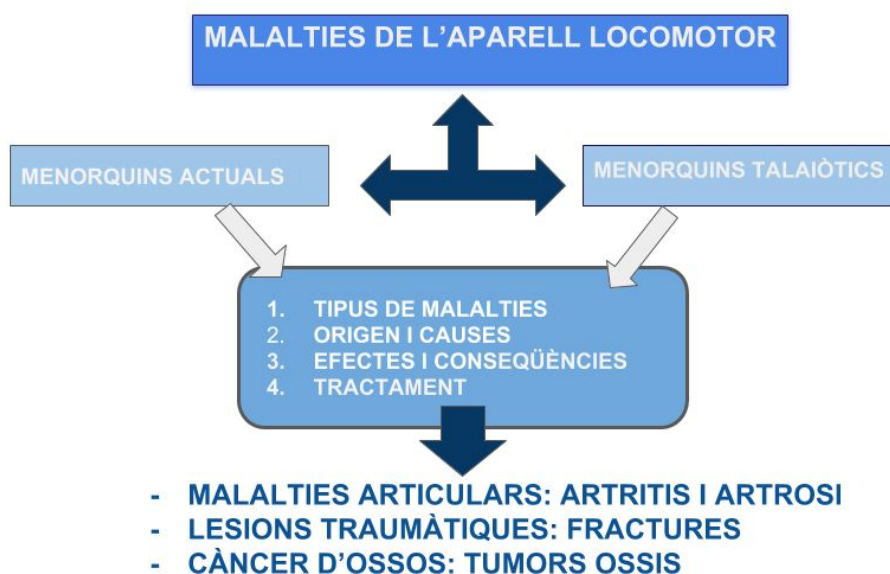 MALALTIES DE L’APARELL LOCOMOTOR
MENORQUINS ACTUALS
MENORQUINS TALAIÒTICS
1. TIPUS DE MALALTIES
2. ORIGEN I CAUSES
3. EFECTES I CONSEQÜÈNCIES
4. TRACTAMENT
- MALALTIES ARTICULARS: ARTRITIS I ARTROSI
- LESIONS TRAUMÀTIQUES: FRACTURES
- CÀNCER D’OSSOS: TUMORS OSSIS